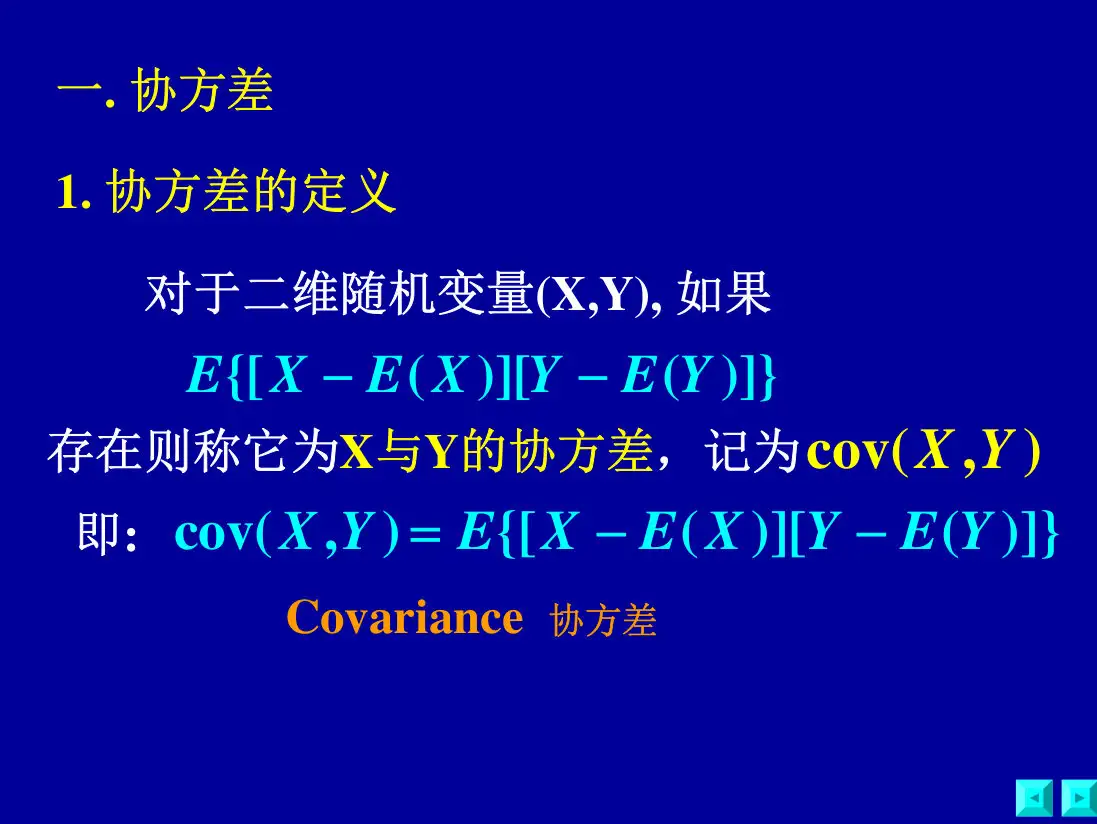 一. 协方差
1. 协方差的定义
对于二维随机变量(X,Y), 如果
E{[X − E(X)][Y − E(Y)]}
存在则称它为X与Y的协方差，记为cov(X,Y)
即：cov(X,Y) = E{[X − E(X)][Y − E(Y)]}
Covariance 协方差